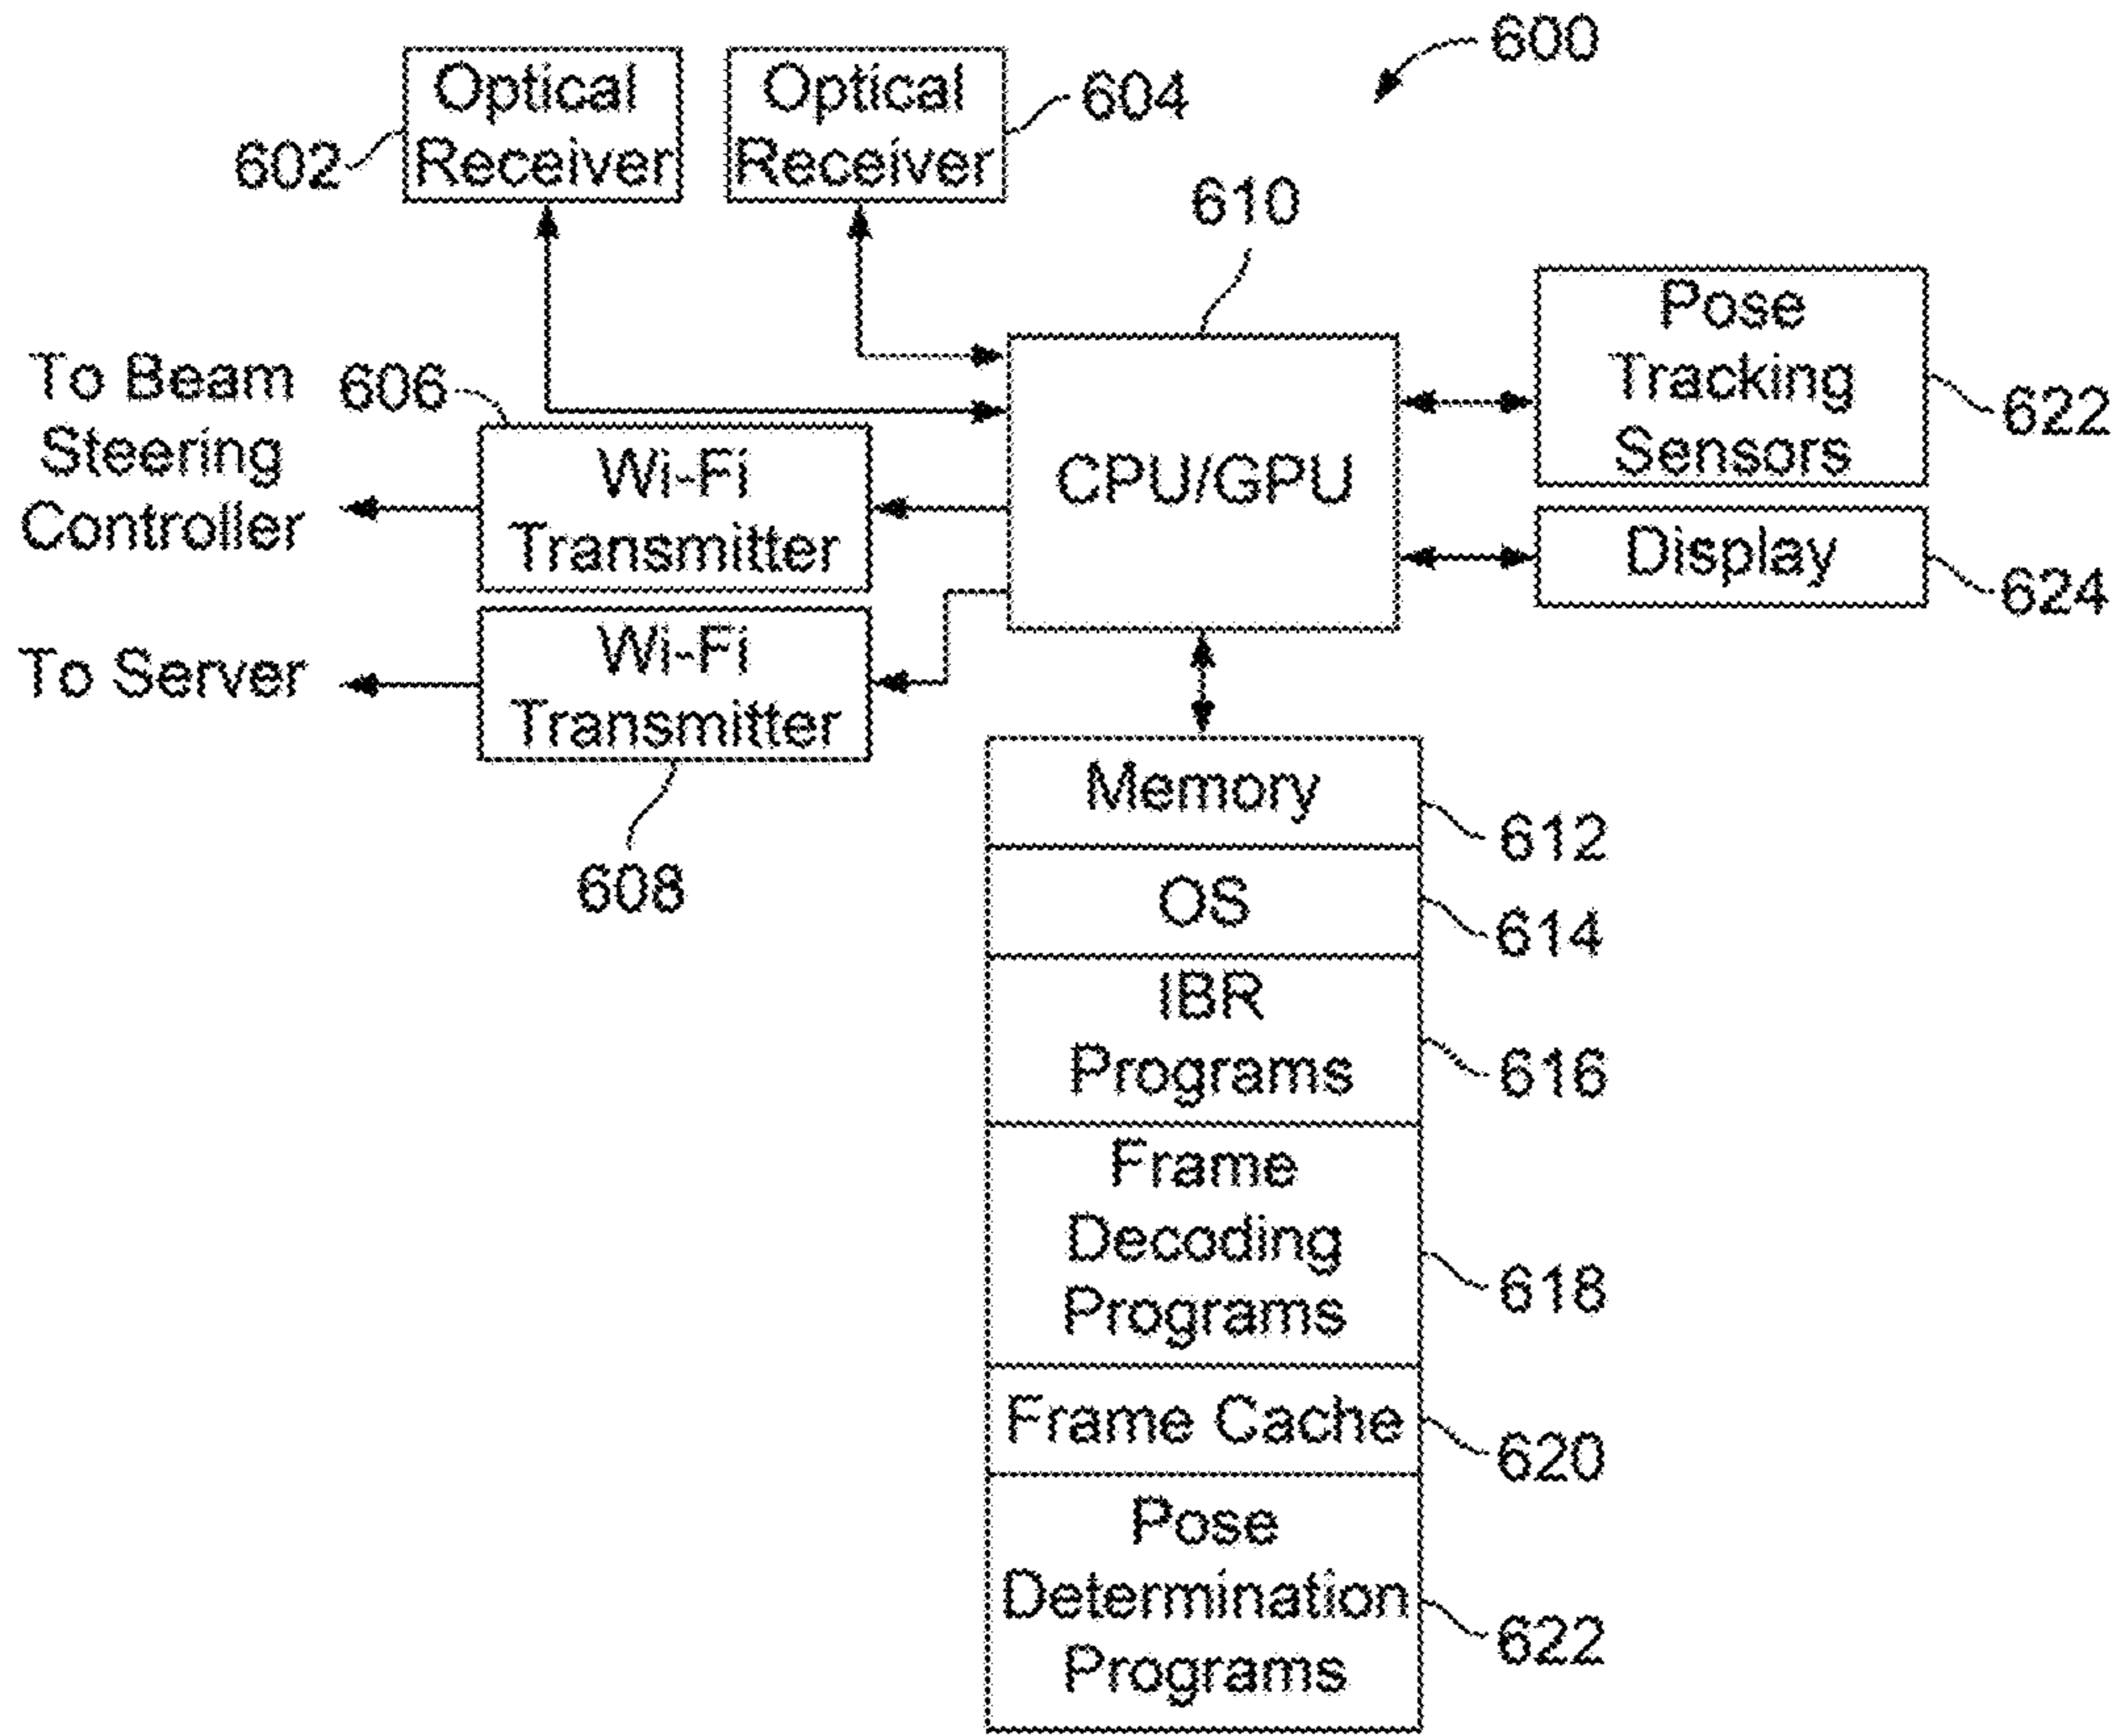 600
Optical
Receiver
602
Optical
Receiver
604
610
Pose
Tracking
Sensors
622
To Beam
Steering
Controller
606
Wi-Fi
Transmitter
CPU/GPU
Display
624
To Server
Wi-Fi
Transmitter
608
Memory
612
OS
614
IBR
Programs
616
Frame
Decoding
Programs
618
Frame Cache
620
Pose
Determination
Programs
622